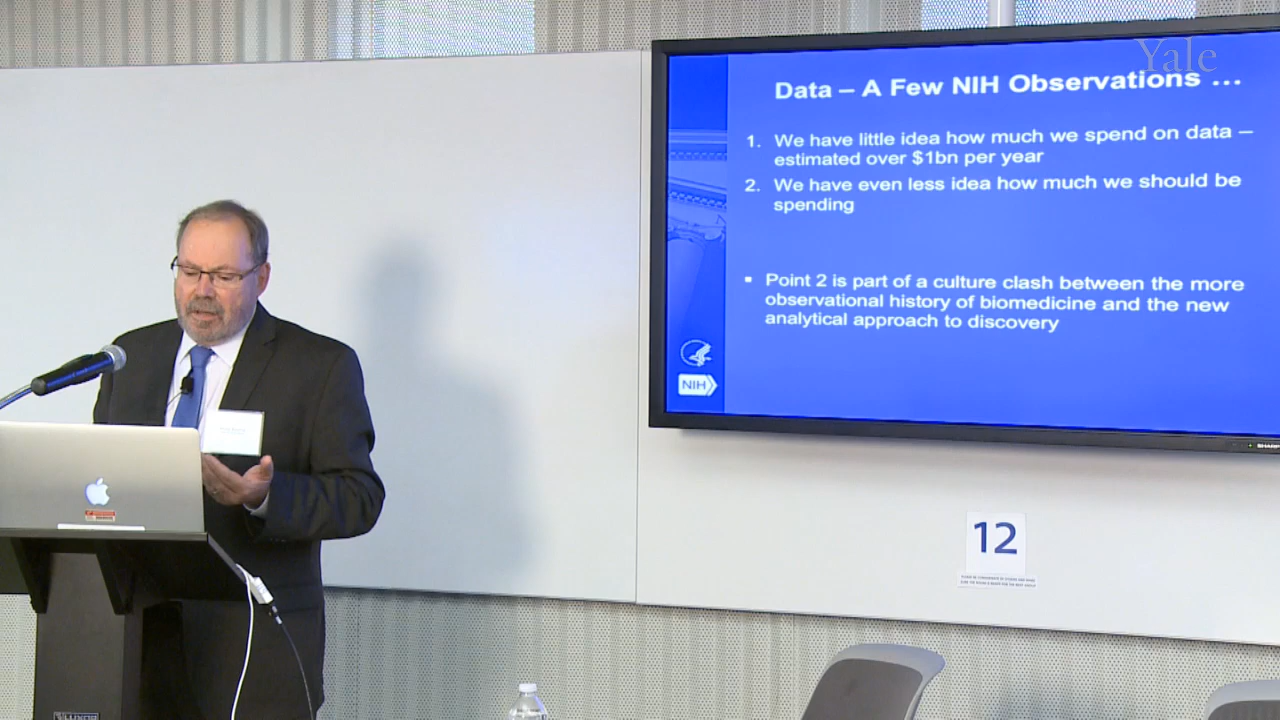 Yale
Data – A Few NIH Observations ...
1. We have little idea how much we spend on data –
estimated over $1bn per year
2. We have even less idea how much we should be
spending
▪ Point 2 is part of a culture clash between the more
observational history of biomedicine and the new
analytical approach to discovery
NIH
SHARP
12
LUXOR